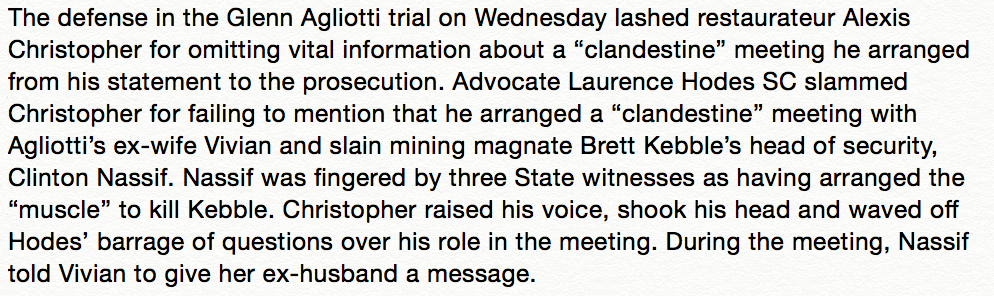 The defense in the Glenn Agliotti trial on Wednesday lashed restaurateur Alexis
Christopher for omitting vital information about a “clandestine” meeting he arranged
from his statement to the prosecution. Advocate Laurence Hodes SC slammed
Christopher for failing to mention that he arranged a “clandestine” meeting with
Agliotti’s ex-wife Vivian and slain mining magnate Brett Kebble’s head of security,
Clinton Nassif. Nassif was fingered by three State witnesses as having arranged the
“muscle” to kill Kebble. Christopher raised his voice, shook his head and waved off
Hodes’ barrage of questions over his role in the meeting. During the meeting, Nassif
told Vivian to give her ex-husband a message.